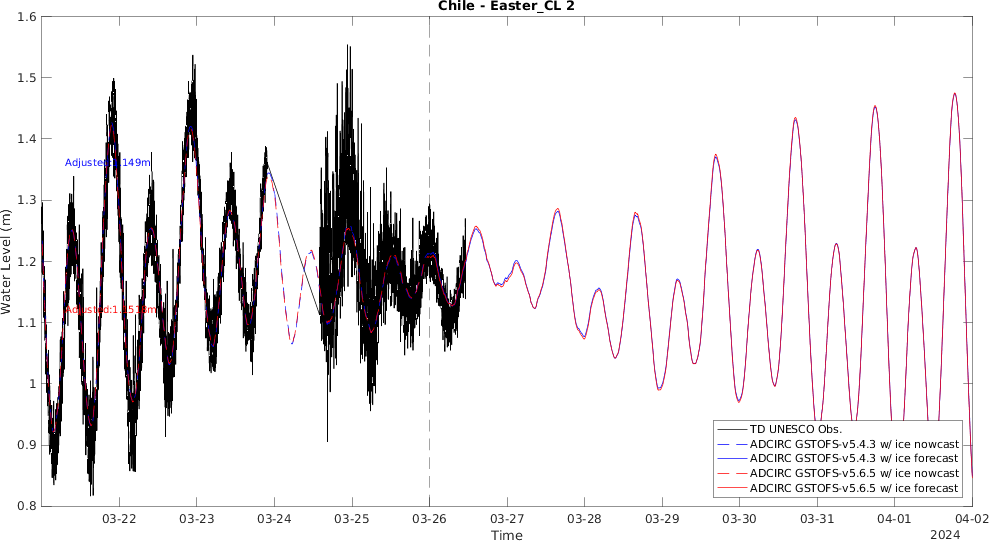 Chile - Easter_CL 2
Water Level (m)
1.6
1.5
1.4
1.3
1.2
1.1
1
0.9
0.8
Adjusted: 149m
Adjusted:1.
TD UNESCO Obs.
ADCIRC GSTOFS-v5.4.3 w/ ice nowcast
ADCIRC GSTOFS-v5.4.3 w/ ice forecast
ADCIRC GSTOFS-v5.6.5 w/ ice nowcast
ADCIRC GSTOFS-v5.6.5 w/ ice forecast
03-22 03-23 03-24 03-25 03-26 03-27 03-28 03-29 03-30 03-31 04-01 04-02
Time
2024